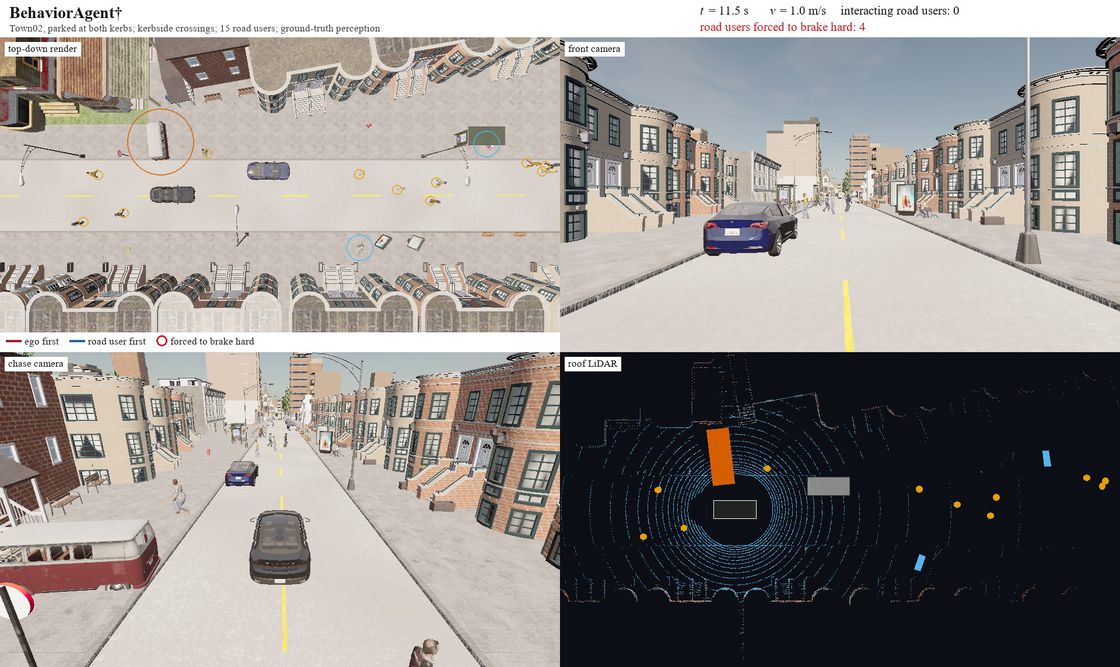 BehaviorAgent†
Town02, parked at both kerbs; kerbside crossings; 15 road users; ground-truth perception
t = 11.5 s v = 1.0 m/s interacting road users: 0
road users forced to brake hard: 4
top-down render
front camera
ego first road user first forced to brake hard
chase camera
roof LiDAR